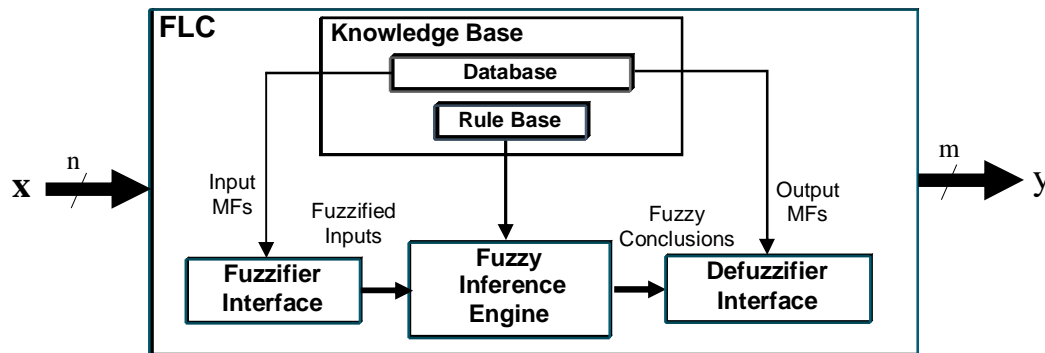 FLC
Knowledge Base
Database
Rule Base
n
x
m
y
Input
MFs
Fuzzified
Inputs
Fuzzy
Conclusions
Output
MFs
Fuzzifier
Interface
Fuzzy
Inference
Engine
Defuzzifier
Interface